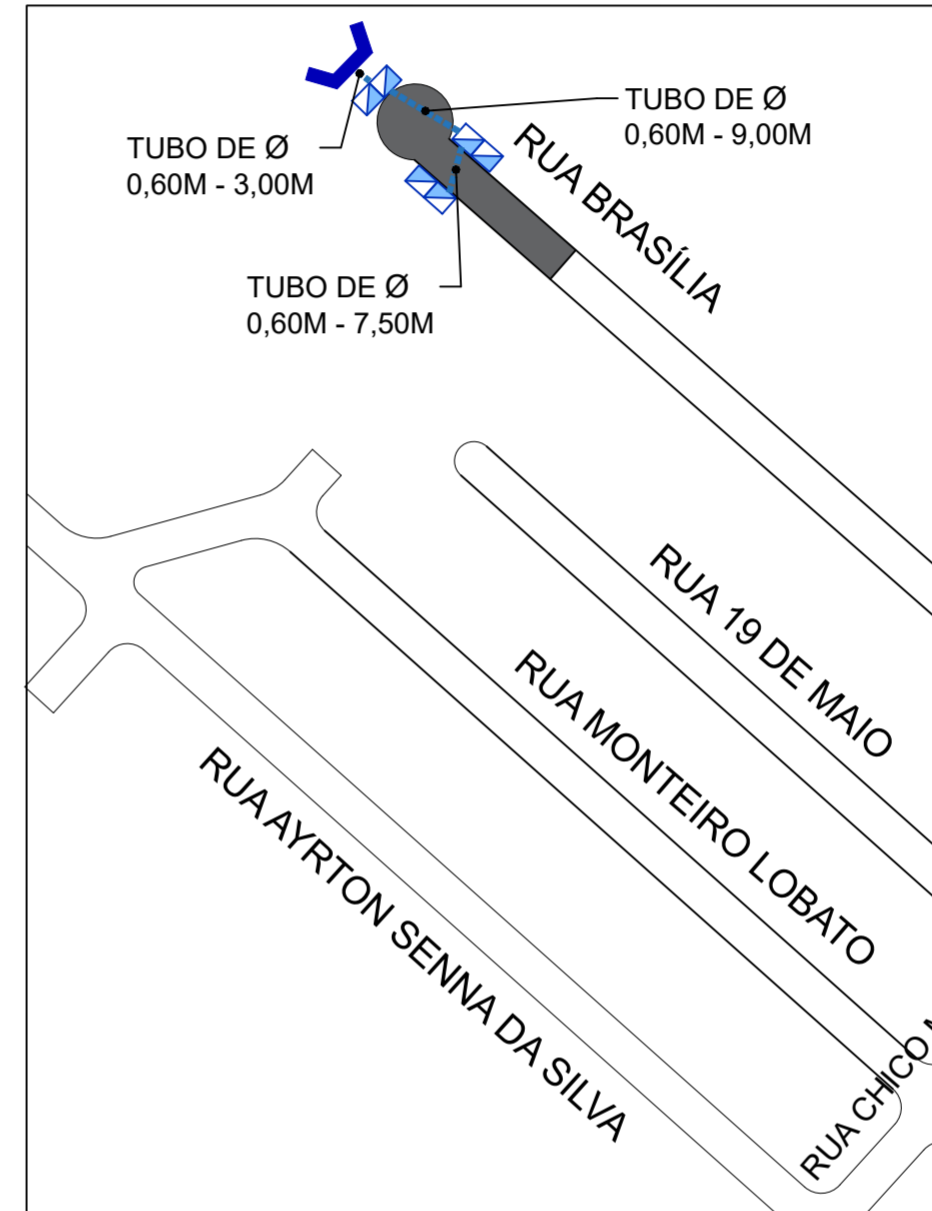 TUBO DE Ø
0,60M - 9,00M
TUBO DE Ø
0,60M - 3,00M
RUA BRASÍLIA
TUBO DE Ø
0,60M - 7,50M
RUA 19 DE MAIO
RUA MONTEIRO LOBATO
RUA AYRTON SENNA DA SILVA
RUA CHICO